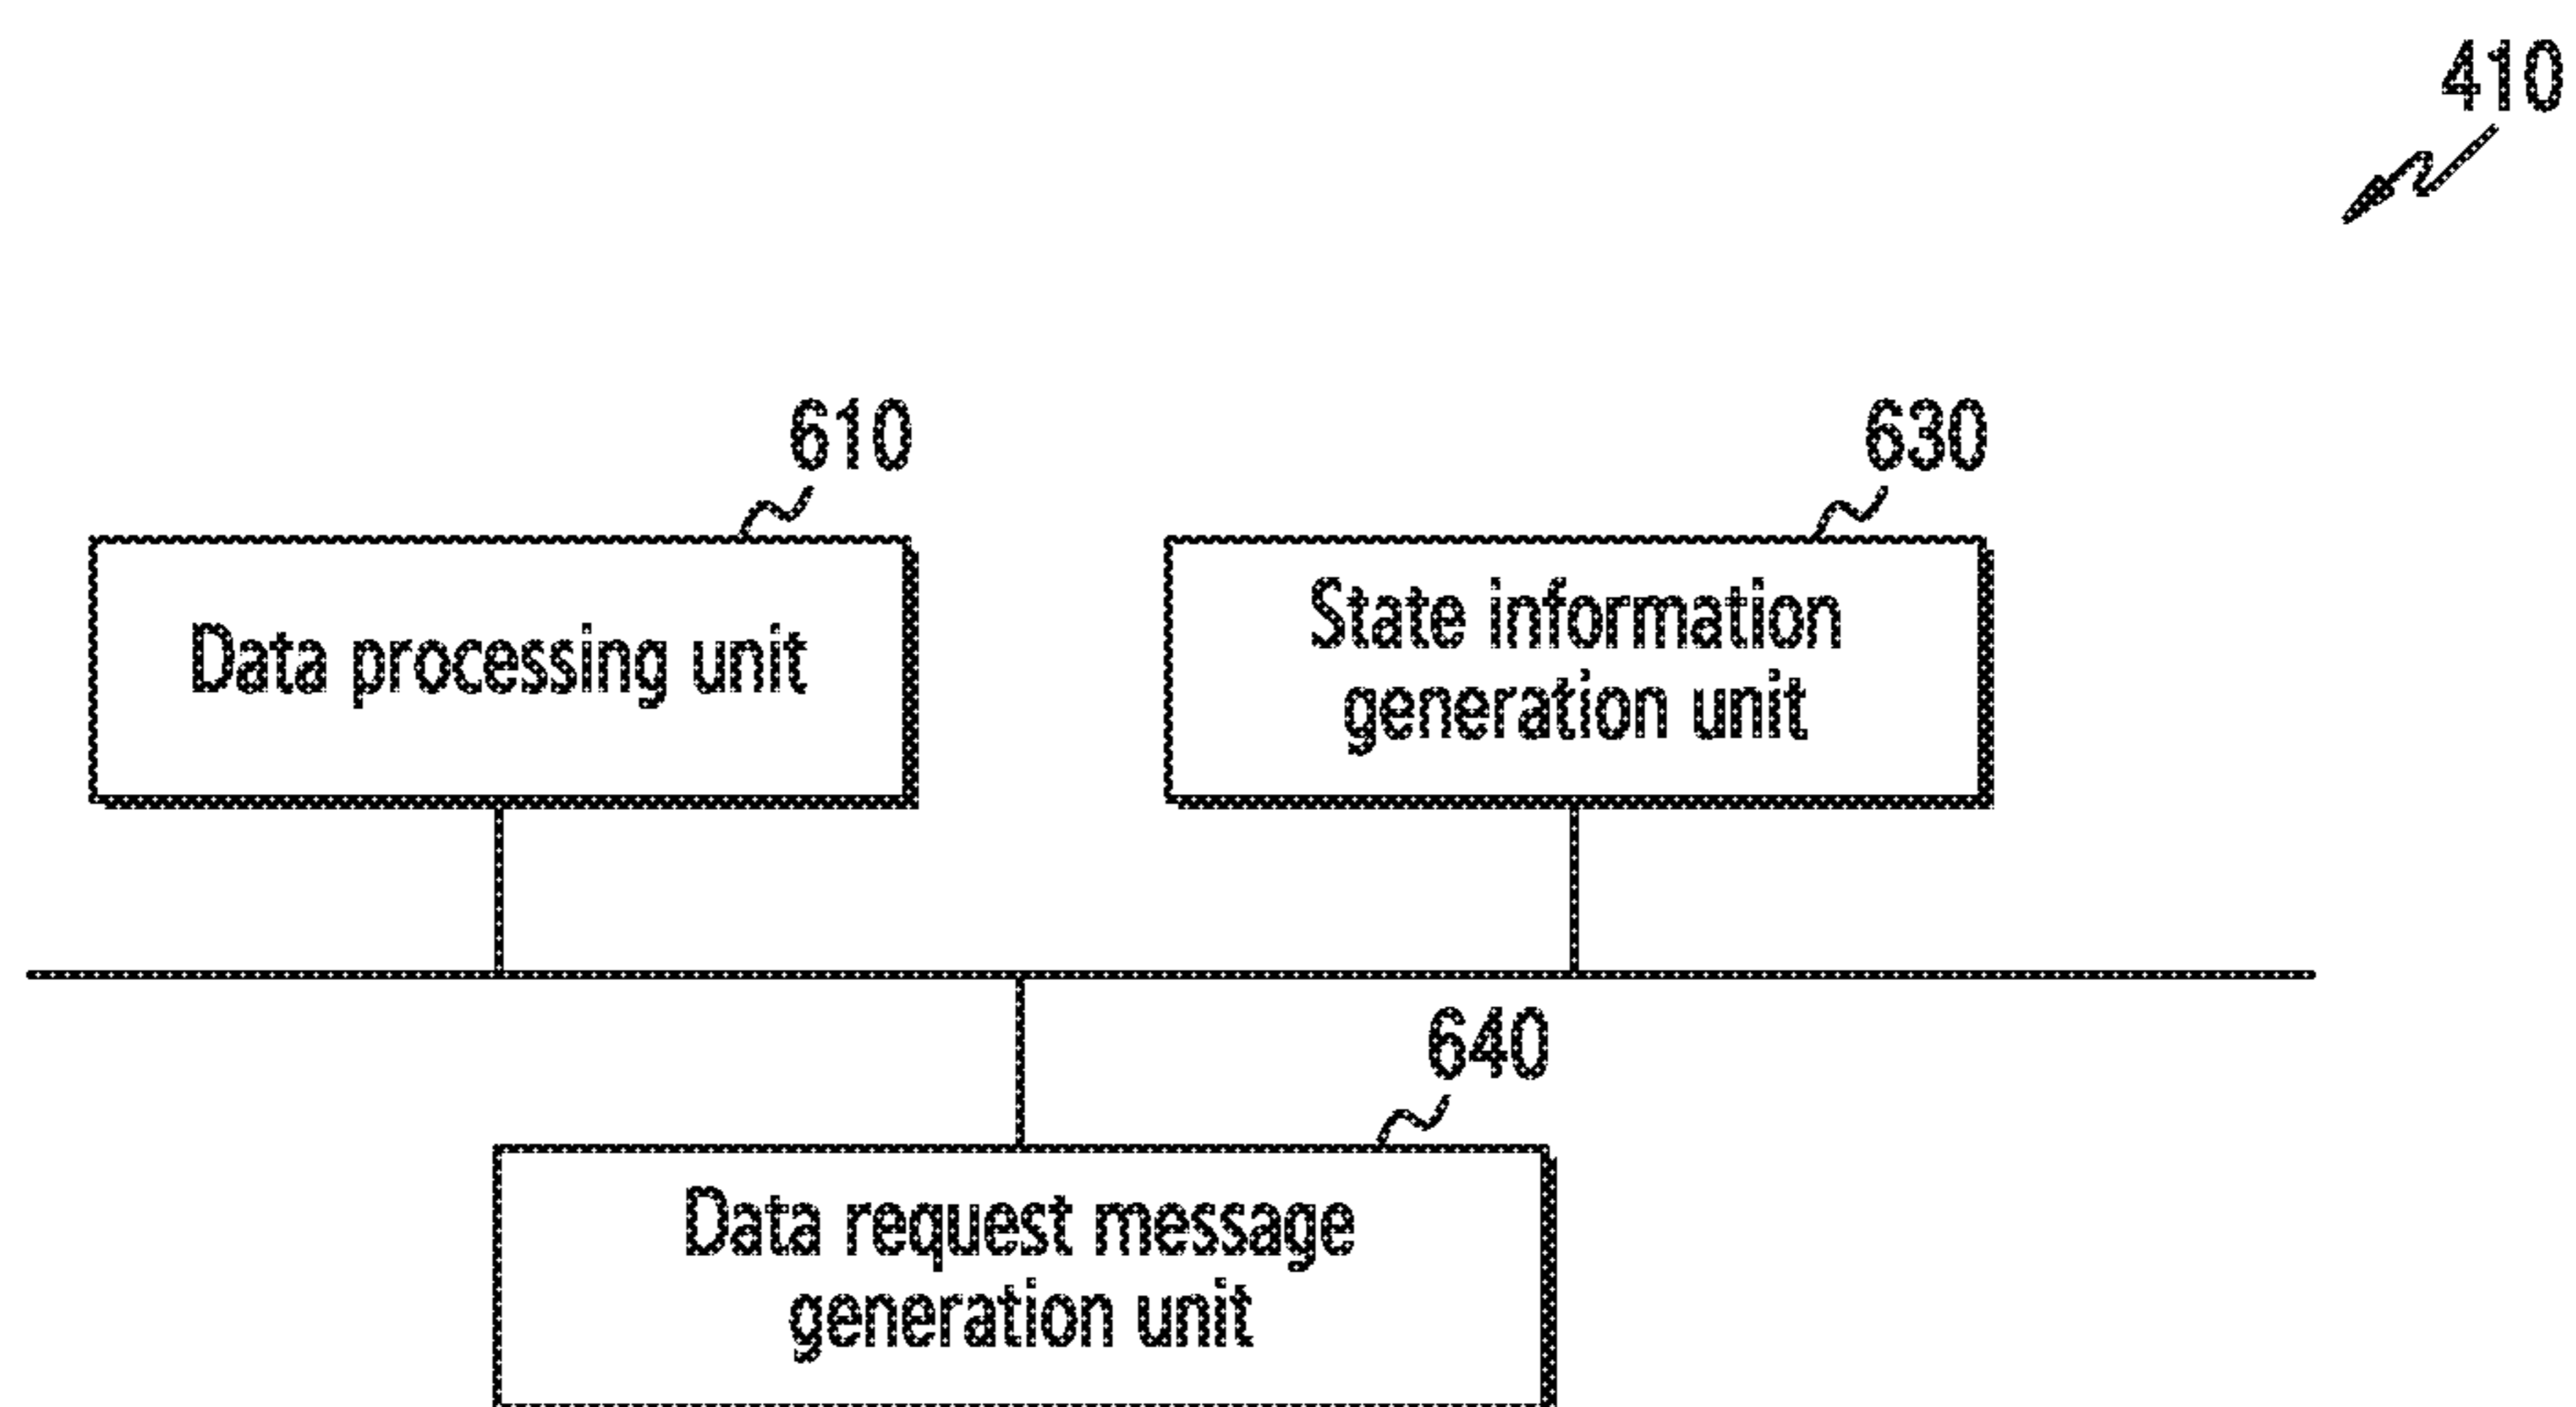 410
610
630
Data processing unit
State information
generation unit
640
Data request message
generation unit